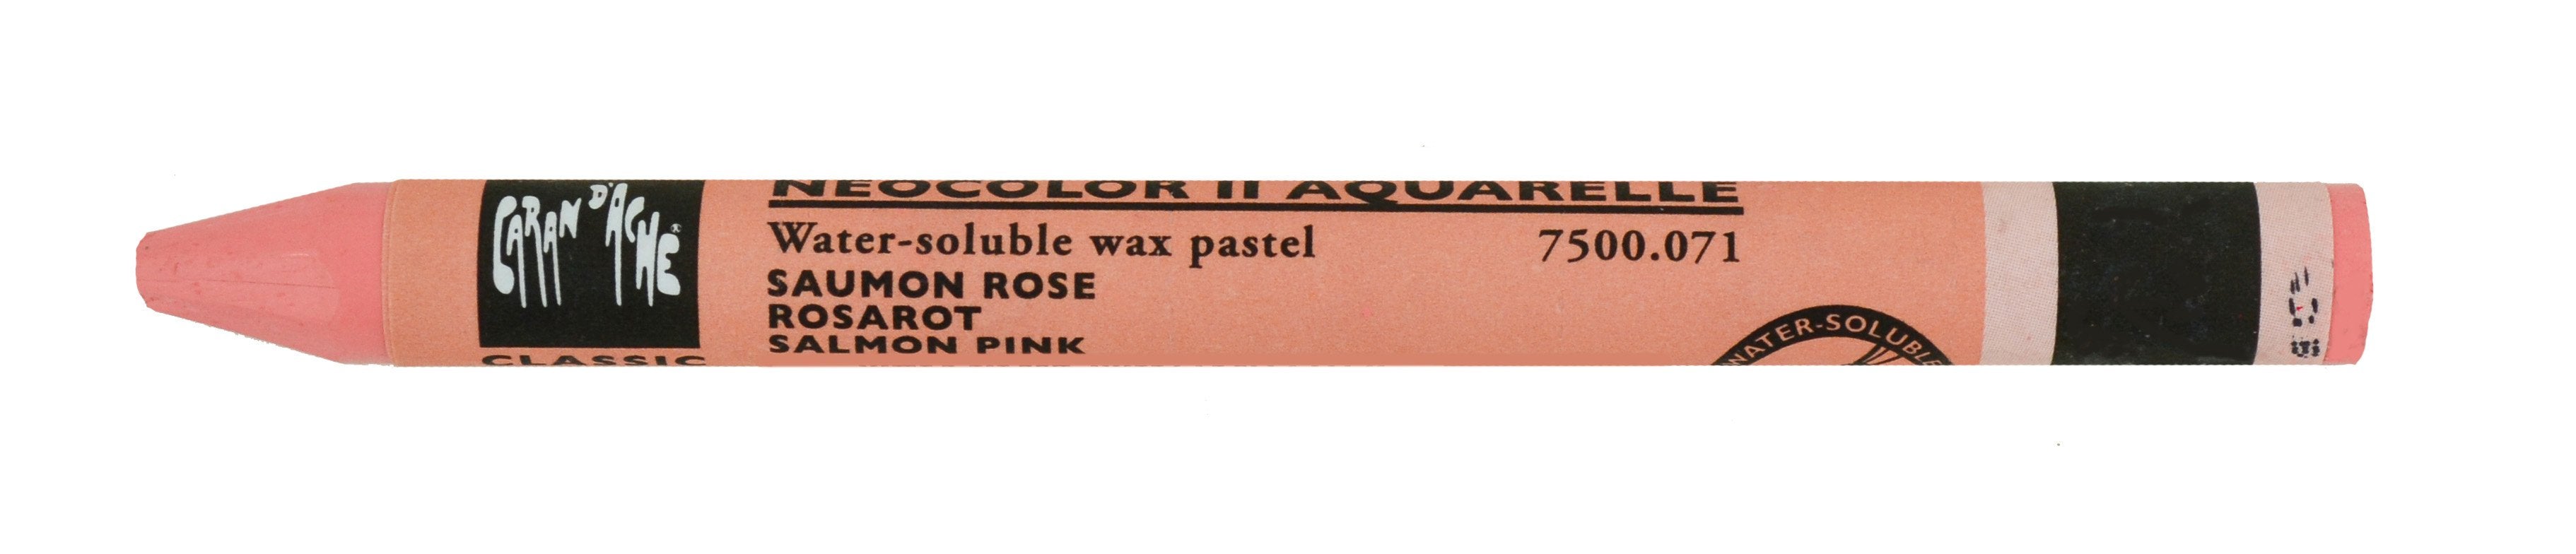 CARAN D'ACHE®
CLASSIC
NEOCOLOR II AQUARELLE
Water-soluble wax pastel 7500.071
SAUMON ROSE
ROSAROT
SALMON PINK
WATER-SOLUBLE